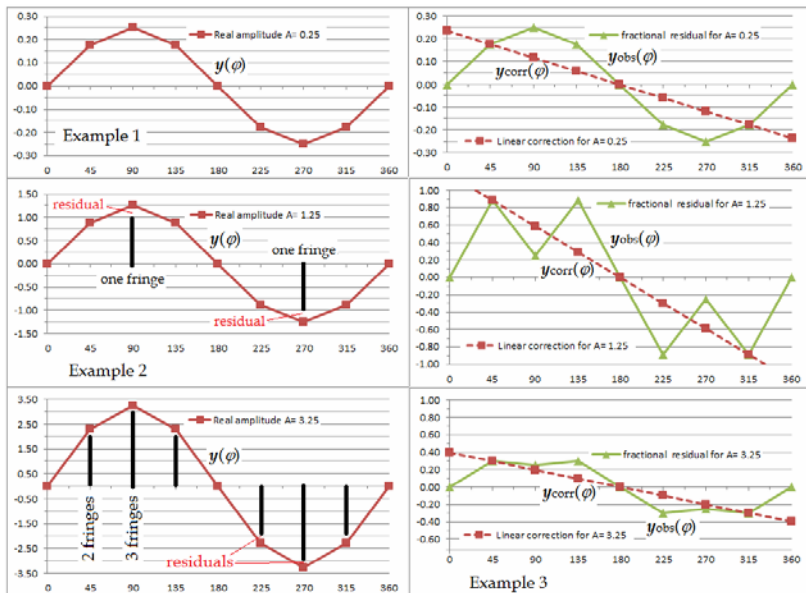 0.30
0.20
0.10
0.00
-0.10
-0.20
-0.30
Real amplitude A= 0.25
y(φ)
Example 1
0 45 90 135 180 225 270 315 360
0.30
0.20
0.10
0.00
-0.10
-0.20
-0.30
fractional residual for A= 0.25
yobs(φ)
ycorr(φ)
Linear correction for A= 0.25
0 45 90 135 180 225 270 315 360
1.50
1.00
0.50
0.00
-0.50
-1.00
-1.50
residual
Real amplitude A= 1.25
y(φ)
one fringe
one fringe
residual
0 45 90 135 180 225 270 315 360
Example 2
1.00
0.80
0.60
0.40
0.20
0.00
-0.20
-0.40
-0.60
-0.80
-1.00
fractional residual for A= 1.25
yobs(φ)
ycorr(φ)
Linear correction for A= 1.25
0 45 90 135 180 225 270 315 360
3.50
2.50
1.50
0.50
-0.50
-1.50
-2.50
-3.50
Real amplitude A= 3.25
y(φ)
2 fringes
3 fringes
residuals
0 45 90 135 180 225 270 315 360
1.00
0.80
0.60
0.40
0.20
0.00
-0.20
-0.40
-0.60
fractional residual for A= 3.25
ycorr(φ)
yobs(φ)
Linear correction for A= 3.25
0 45 90 135 180 225 270 315 360
Example 3